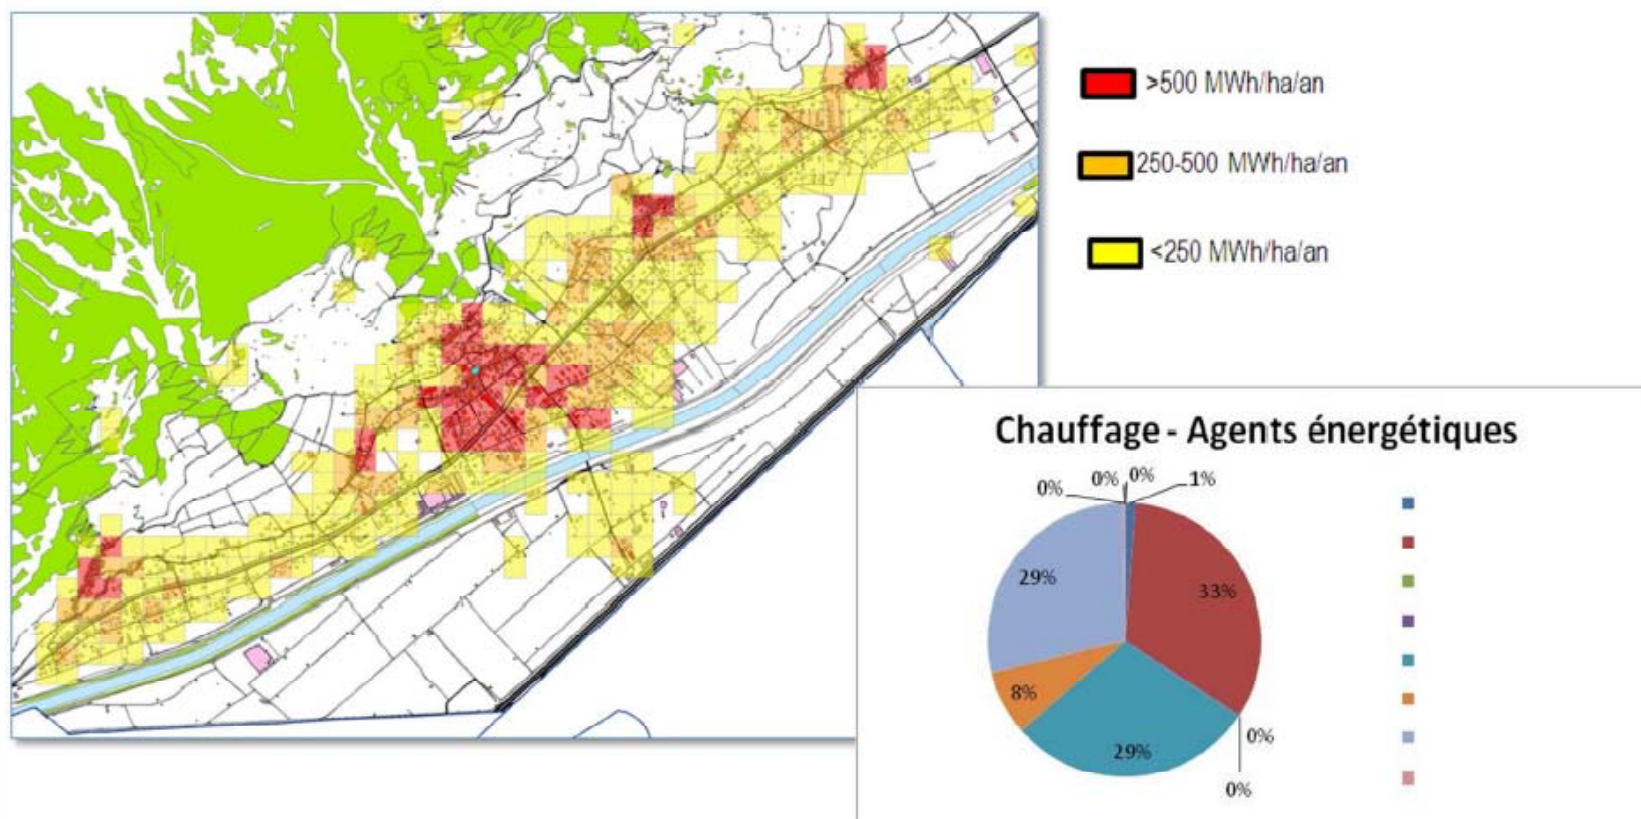 >500 MWh/ha/an
250-500 MWh/ha/an
<250 MWh/ha/an
Chauffage - Agents énergétiques
0%
0%
0%
1%
29%
33%
8%
29%
0%
0%